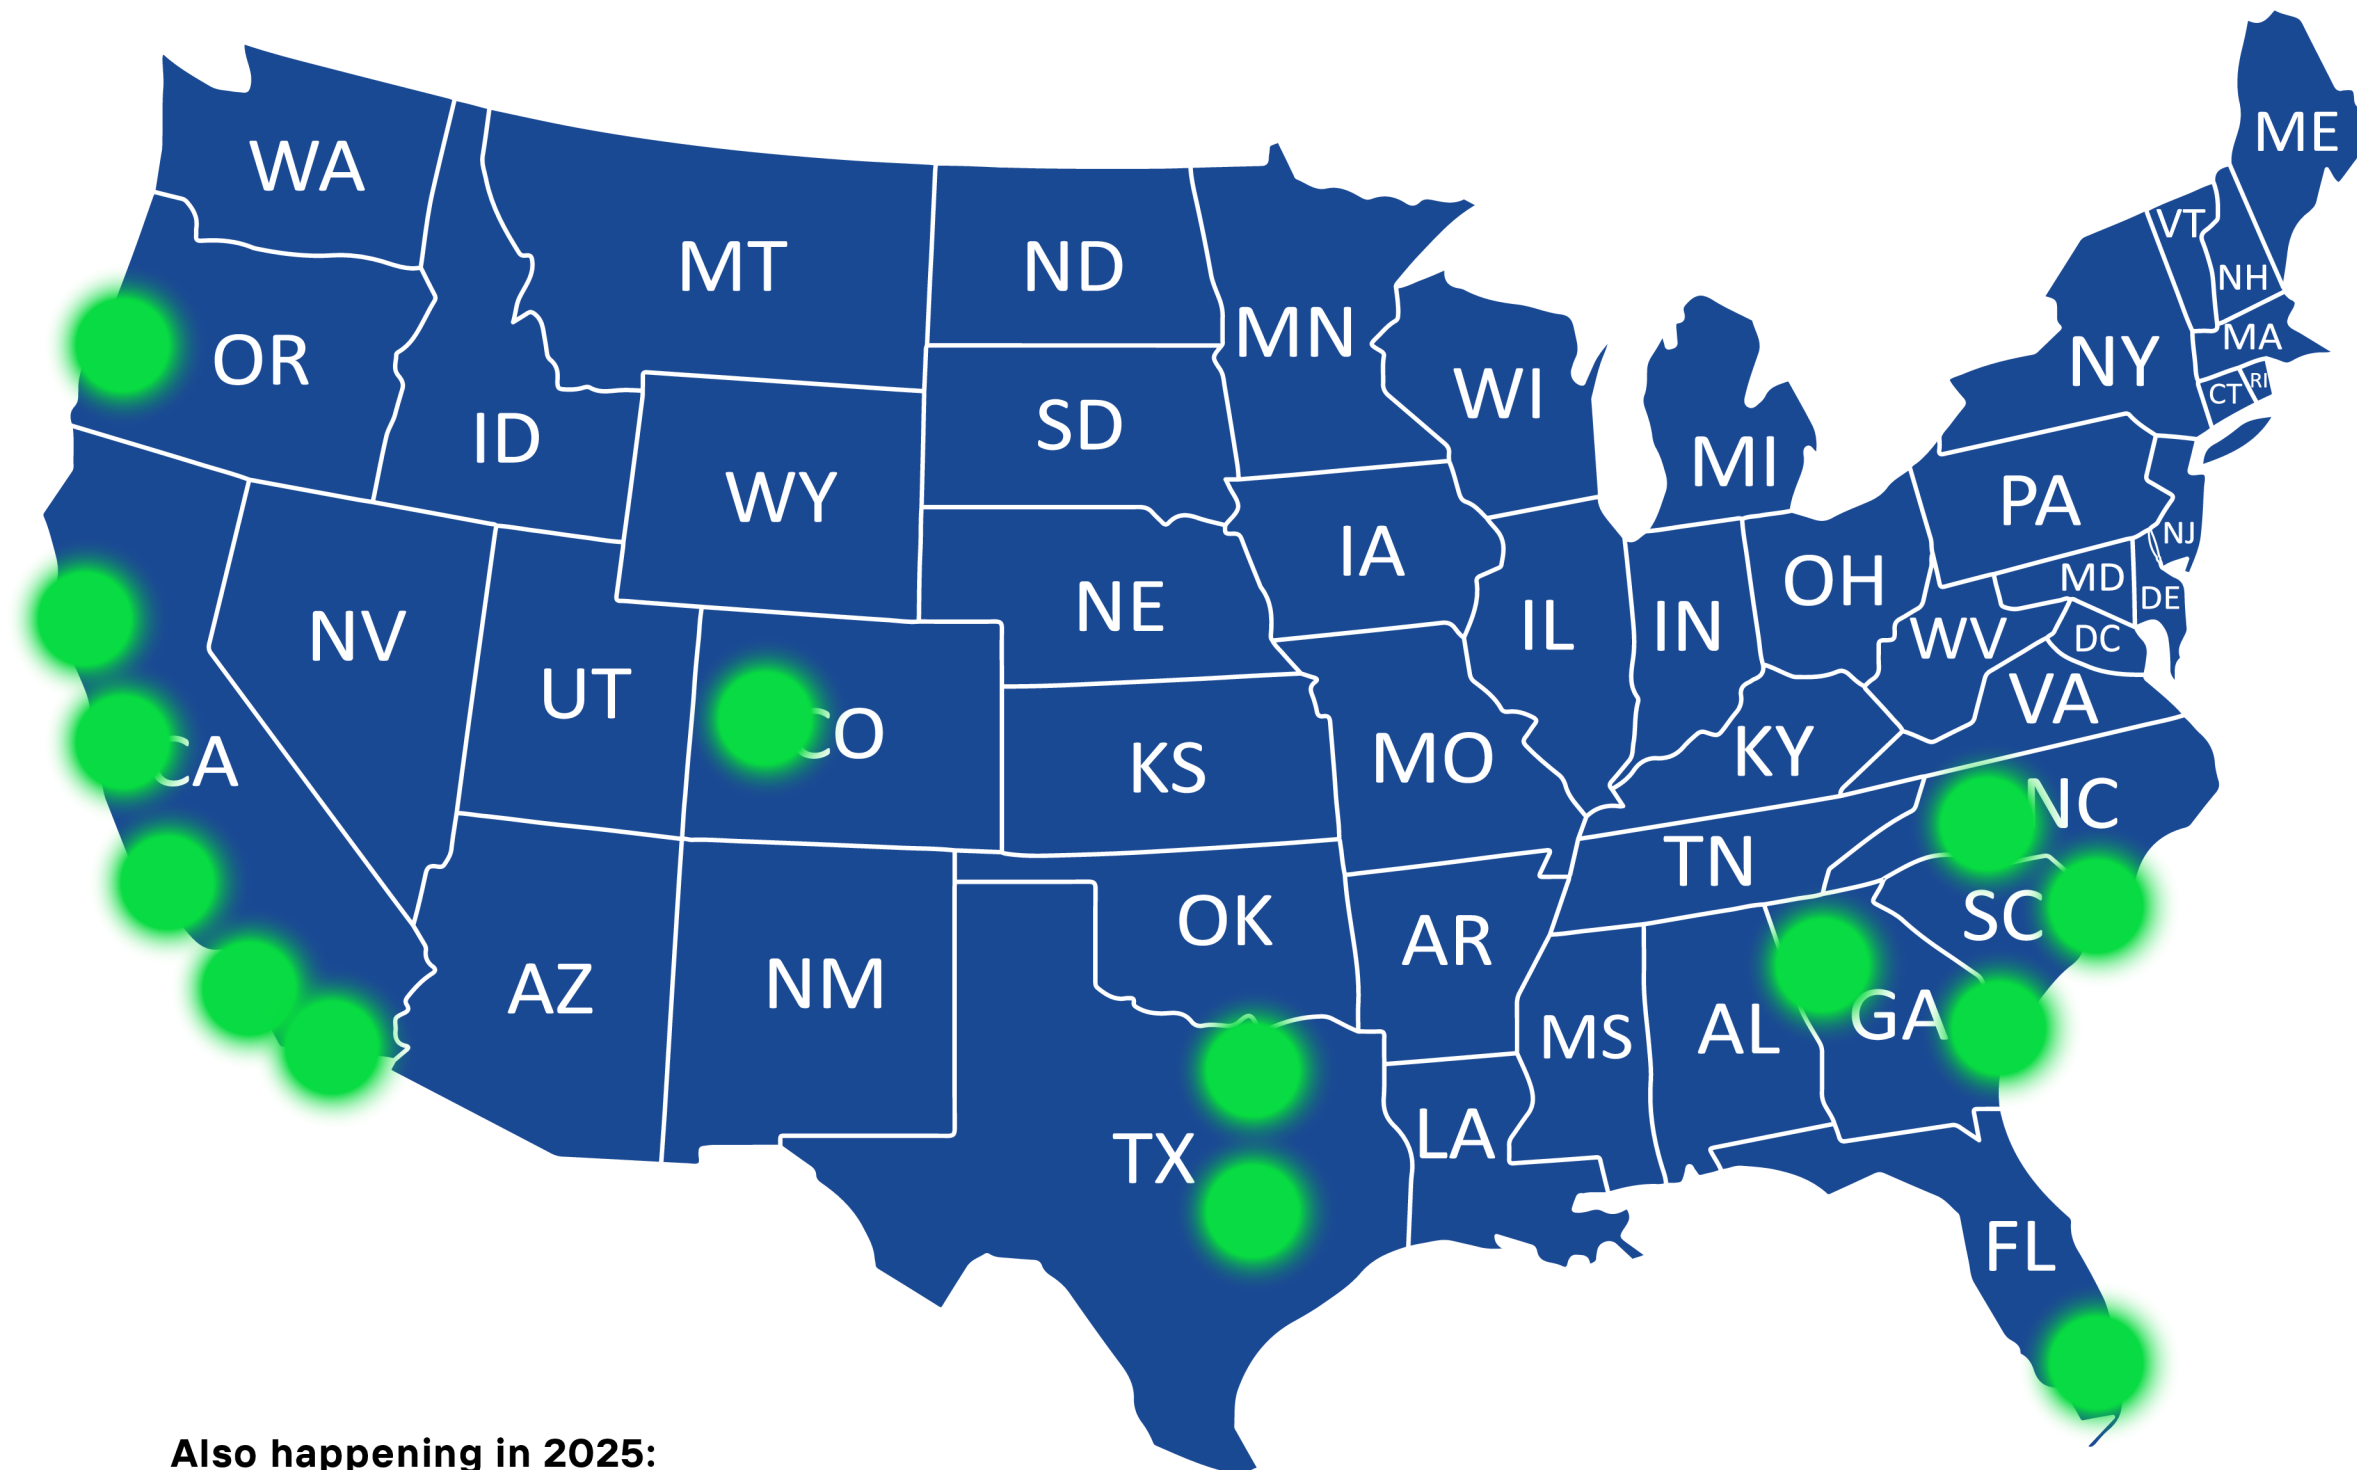 ME
WA
VT
MT
ND
NH
MN
MA
OR
NY
WI
RI
CT
SD
ID
MI
WY
PA
NJ
IA
OH
MD
NE
DE
NV
IL
IN
WV
DC
UT
VA
CO
KS
MO
KY
CA
NC
TN
OK
SC
AR
AZ
NM
GA
MS
AL
LA
TX
FL
Also happening in 2025: